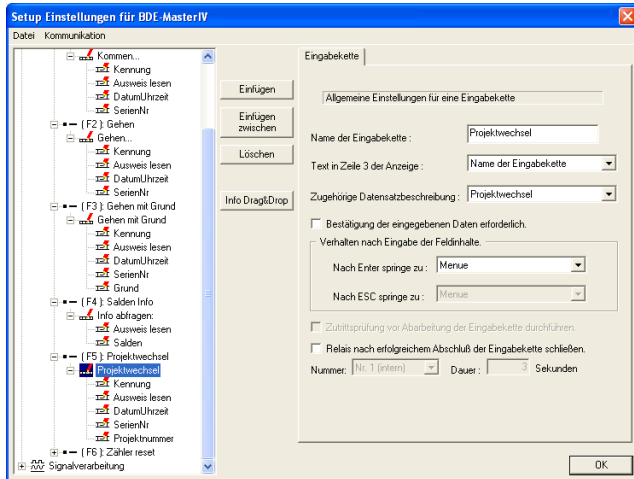 Setup Einstellungen für BDE-MasterIV
Datei Kommunikation
Kommen...
Kennung
Ausweis lesen
DatumUhrzeit
SerienNr
( F2 ): Gehen
Gehen...
Kennung
Ausweis lesen
DatumUhrzeit
SerienNr
( F3 ): Gehen mit Grund
Gehen mit Grund
Kennung
Ausweis lesen
DatumUhrzeit
SerienNr
Grund
( F4 ): Salden Info
Info abfragen:
Ausweis lesen
Salden
( F5 ): Projektwechsel
Projektwechsel
Kennung
Ausweis lesen
DatumUhrzeit
SerienNr
Projektnummer
( F6 ): Zähler reset
Signalverarbeitung
Einfügen
Einfügen
zwischen
Löschen
Info Drag&Drop
Eingabekette
Allgemeine Einstellungen für eine Eingabekette
Name der Eingabekette : Projektwechsel
Text in Zeile 3 der Anzeige : Name der Eingabekette
Zugehörige Datensatzbeschreibung : Projektwechsel
Bestätigung der eingegebenen Daten erforderlich.
Verhalten nach Eingabe der Feldinhalte.
Nach Enter springe zu : Menue
Nach ESC springe zu : Menue
Zutrittsprüfung vor Abarbeitung der Eingabekette durchführen.
Relais nach erfolgreichem Abschluß der Eingabekette schließen.
Nummer: Nr. 1 (intern) Dauer : 3 Sekunden
OK